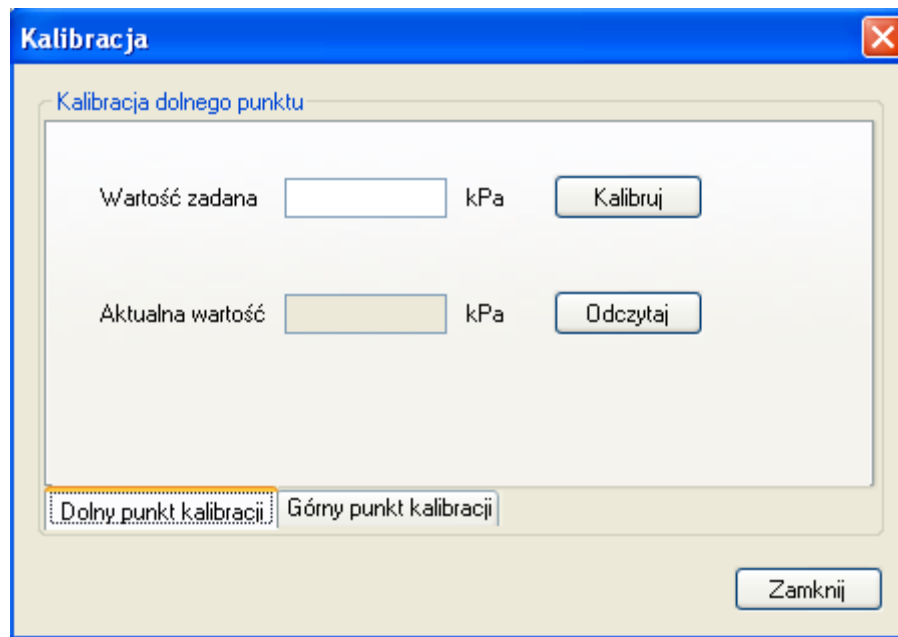 Kalibracja
Kalibracja dolnego punktu
Wartość zadana kPa Kalibruj
Aktualna wartość kPa Odczytaj
Dolny punkt kalibracji Górny punkt kalibracji
Zamknij